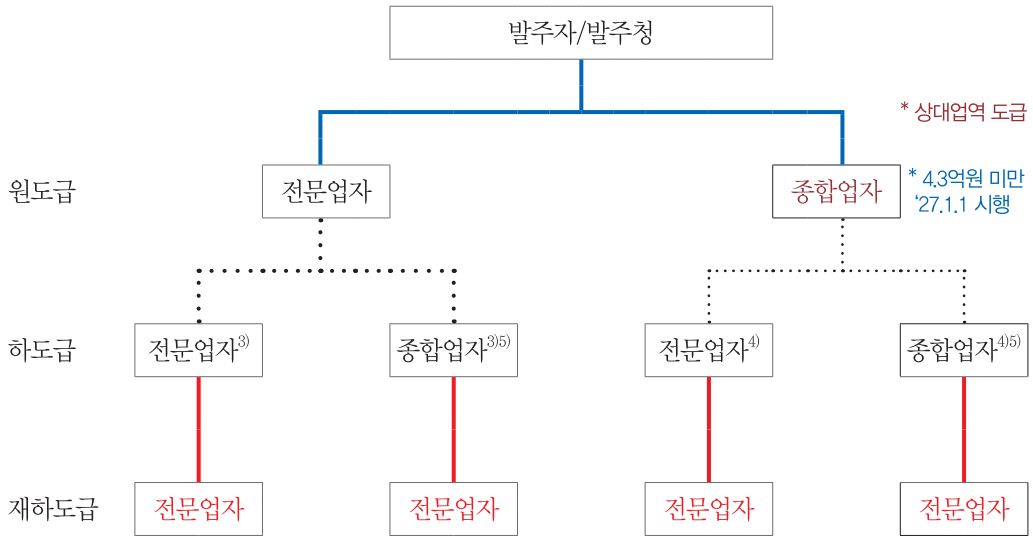 발주자/발주청
* 상대업역 도급
원도급
전문업자
종합업자
* 4.3억원 미만
‘27.1.1 시행
하도급
전문업자3)
종합업자3)5)
전문업자4)
종합업자4)5)
재하도급
전문업자
전문업자
전문업자
전문업자